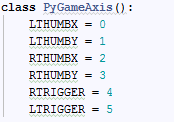 class PyGameAxis():
    LTHUMBX = 0
    LTHUMBY = 1
    RTHUMBX = 2
    RTHUMBY = 3
    RTRIGGER = 4
    LTRIGGER = 5